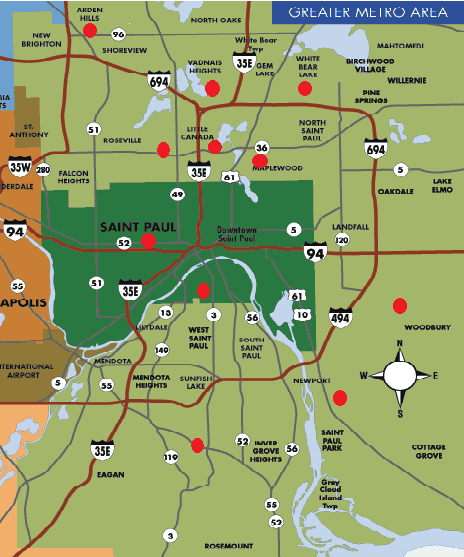 GREATER METRO AREA
ARDEN
HILLS
NORTH OAKS
96
NEW
BRIGHTON
SHOREVIEW
White Bear
Twp
MAHTOMEDI
VADNAIS
HEIGHTS
35E
GEM
LAKE
WHITE
BEAR
LAKE
BIRCHWOOD
VILLAGE
WILLERNIE
694
PINE
SPRINGS
ST.
ANTHONY
51
LITTLE
CANADA
NORTH
SAINT
PAUL
ROSEVILLE
36
694
MAPLEWOOD
35W
280
FALCON
HEIGHTS
35E
61
5
LAKE
ELMO
OAKDALE
DERDALE
49
94
SAINT PAUL
52
Downtown
Saint Paul
5
LANDFALL
120
94
55
51
35E
APOLIS
61
10
13
3
56
494
LILYDALE
WOODBURY
149
WEST
SAINT
PAUL
SOUTH
SAINT
PAUL
N
W
E
S
INTERNATIONAL
AIRPORT
MENDOTA
5
55
MENDOTA
HEIGHTS
SUNFISH
LAKE
NEWPORT
35E
EAGAN
119
52
INVER
GROVE
HEIGHTS
56
SAINT
PAUL
PARK
COTTAGE
GROVE
Grey
Cloud
Island
Twp
55
52
3
ROSEMOUNT